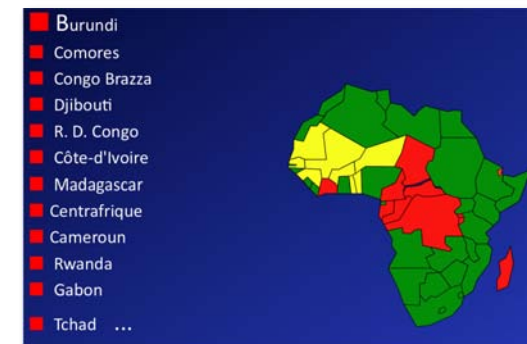 Burundi
Comores
Congo Brazza
Djibouti
R. D. Congo
Côte-d'Ivoire
Madagascar
Centrafrique
Cameroun
Rwanda
Gabon
Tchad ...